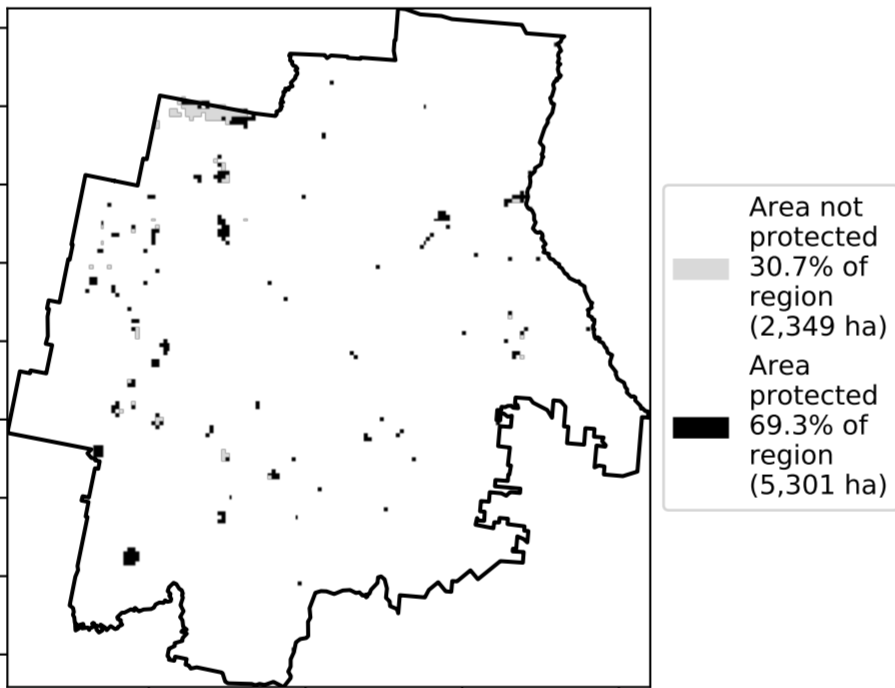 Area not
protected
30.7% of
region
(2,349 ha)
Area
protected
69.3% of
region
(5,301 ha)